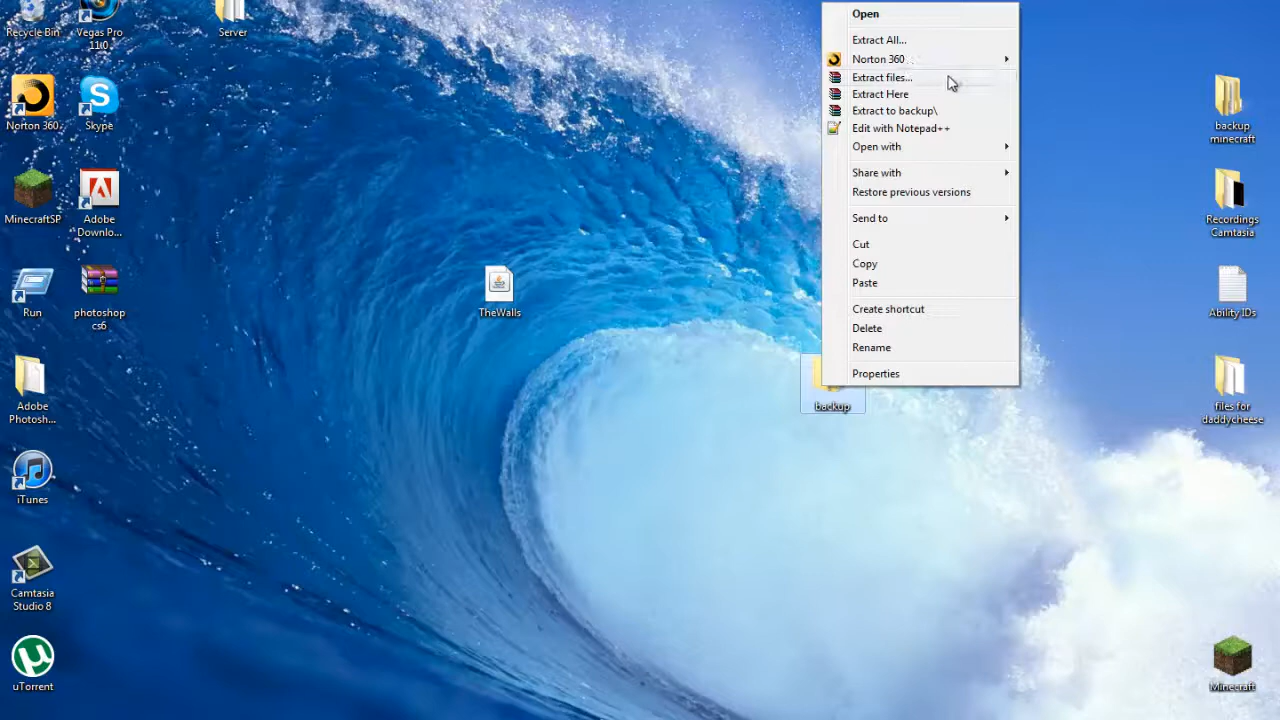 Recycle Bin
Vegas Pro
11.0
Server
Norton 360
Skype
MinecraftSP
Adobe
Downlo...
Run
photoshop
cs6
Adobe
Photosh...
iTunes
Camtasia
Studio 8
uTorrent
TheWalls
backup
Open
Extract All...
Norton 360
Extract files...
Extract Here
Extract to backup\
Edit with Notepad++
Open with
Share with
Restore previous versions
Send to
Cut
Copy
Paste
Create shortcut
Delete
Rename
Properties
backup
minecraft
Recordings
Camtasia
Ability IDs
files for
daddycheese
Minecraft